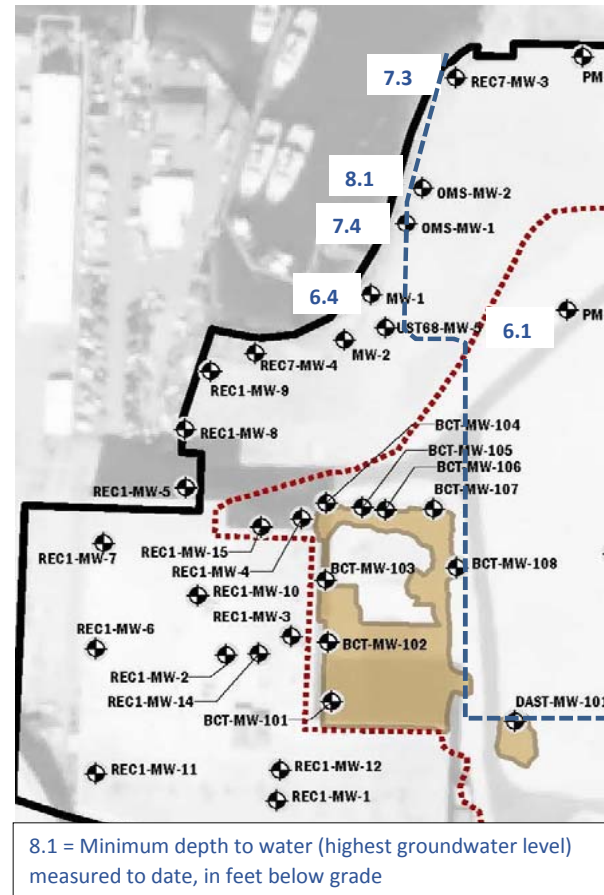 7.3
REC7-MW-3
PM
8.1
OMS-MW-2
7.4
OMS-MW-1
6.4
MW-1
6.1
PM
UST68-MW-5
MW-2
REC7-MW-4
REC1-MW-9
BCT-MW-104
REC1-MW-8
BCT-MW-105
BCT-MW-106
REC1-MW-5
BCT-MW-107
REC1-MW-7
REC1-MW-15
REC1-MW-4
BCT-MW-103
BCT-MW-108
REC1-MW-10
REC1-MW-3
REC1-MW-6
BCT-MW-102
REC1-MW-2
REC1-MW-14
BCT-MW-101
DAST-MW-101
REC1-MW-11
REC1-MW-12
REC1-MW-1
8.1 = Minimum depth to water (highest groundwater level)
measured to date, in feet below grade